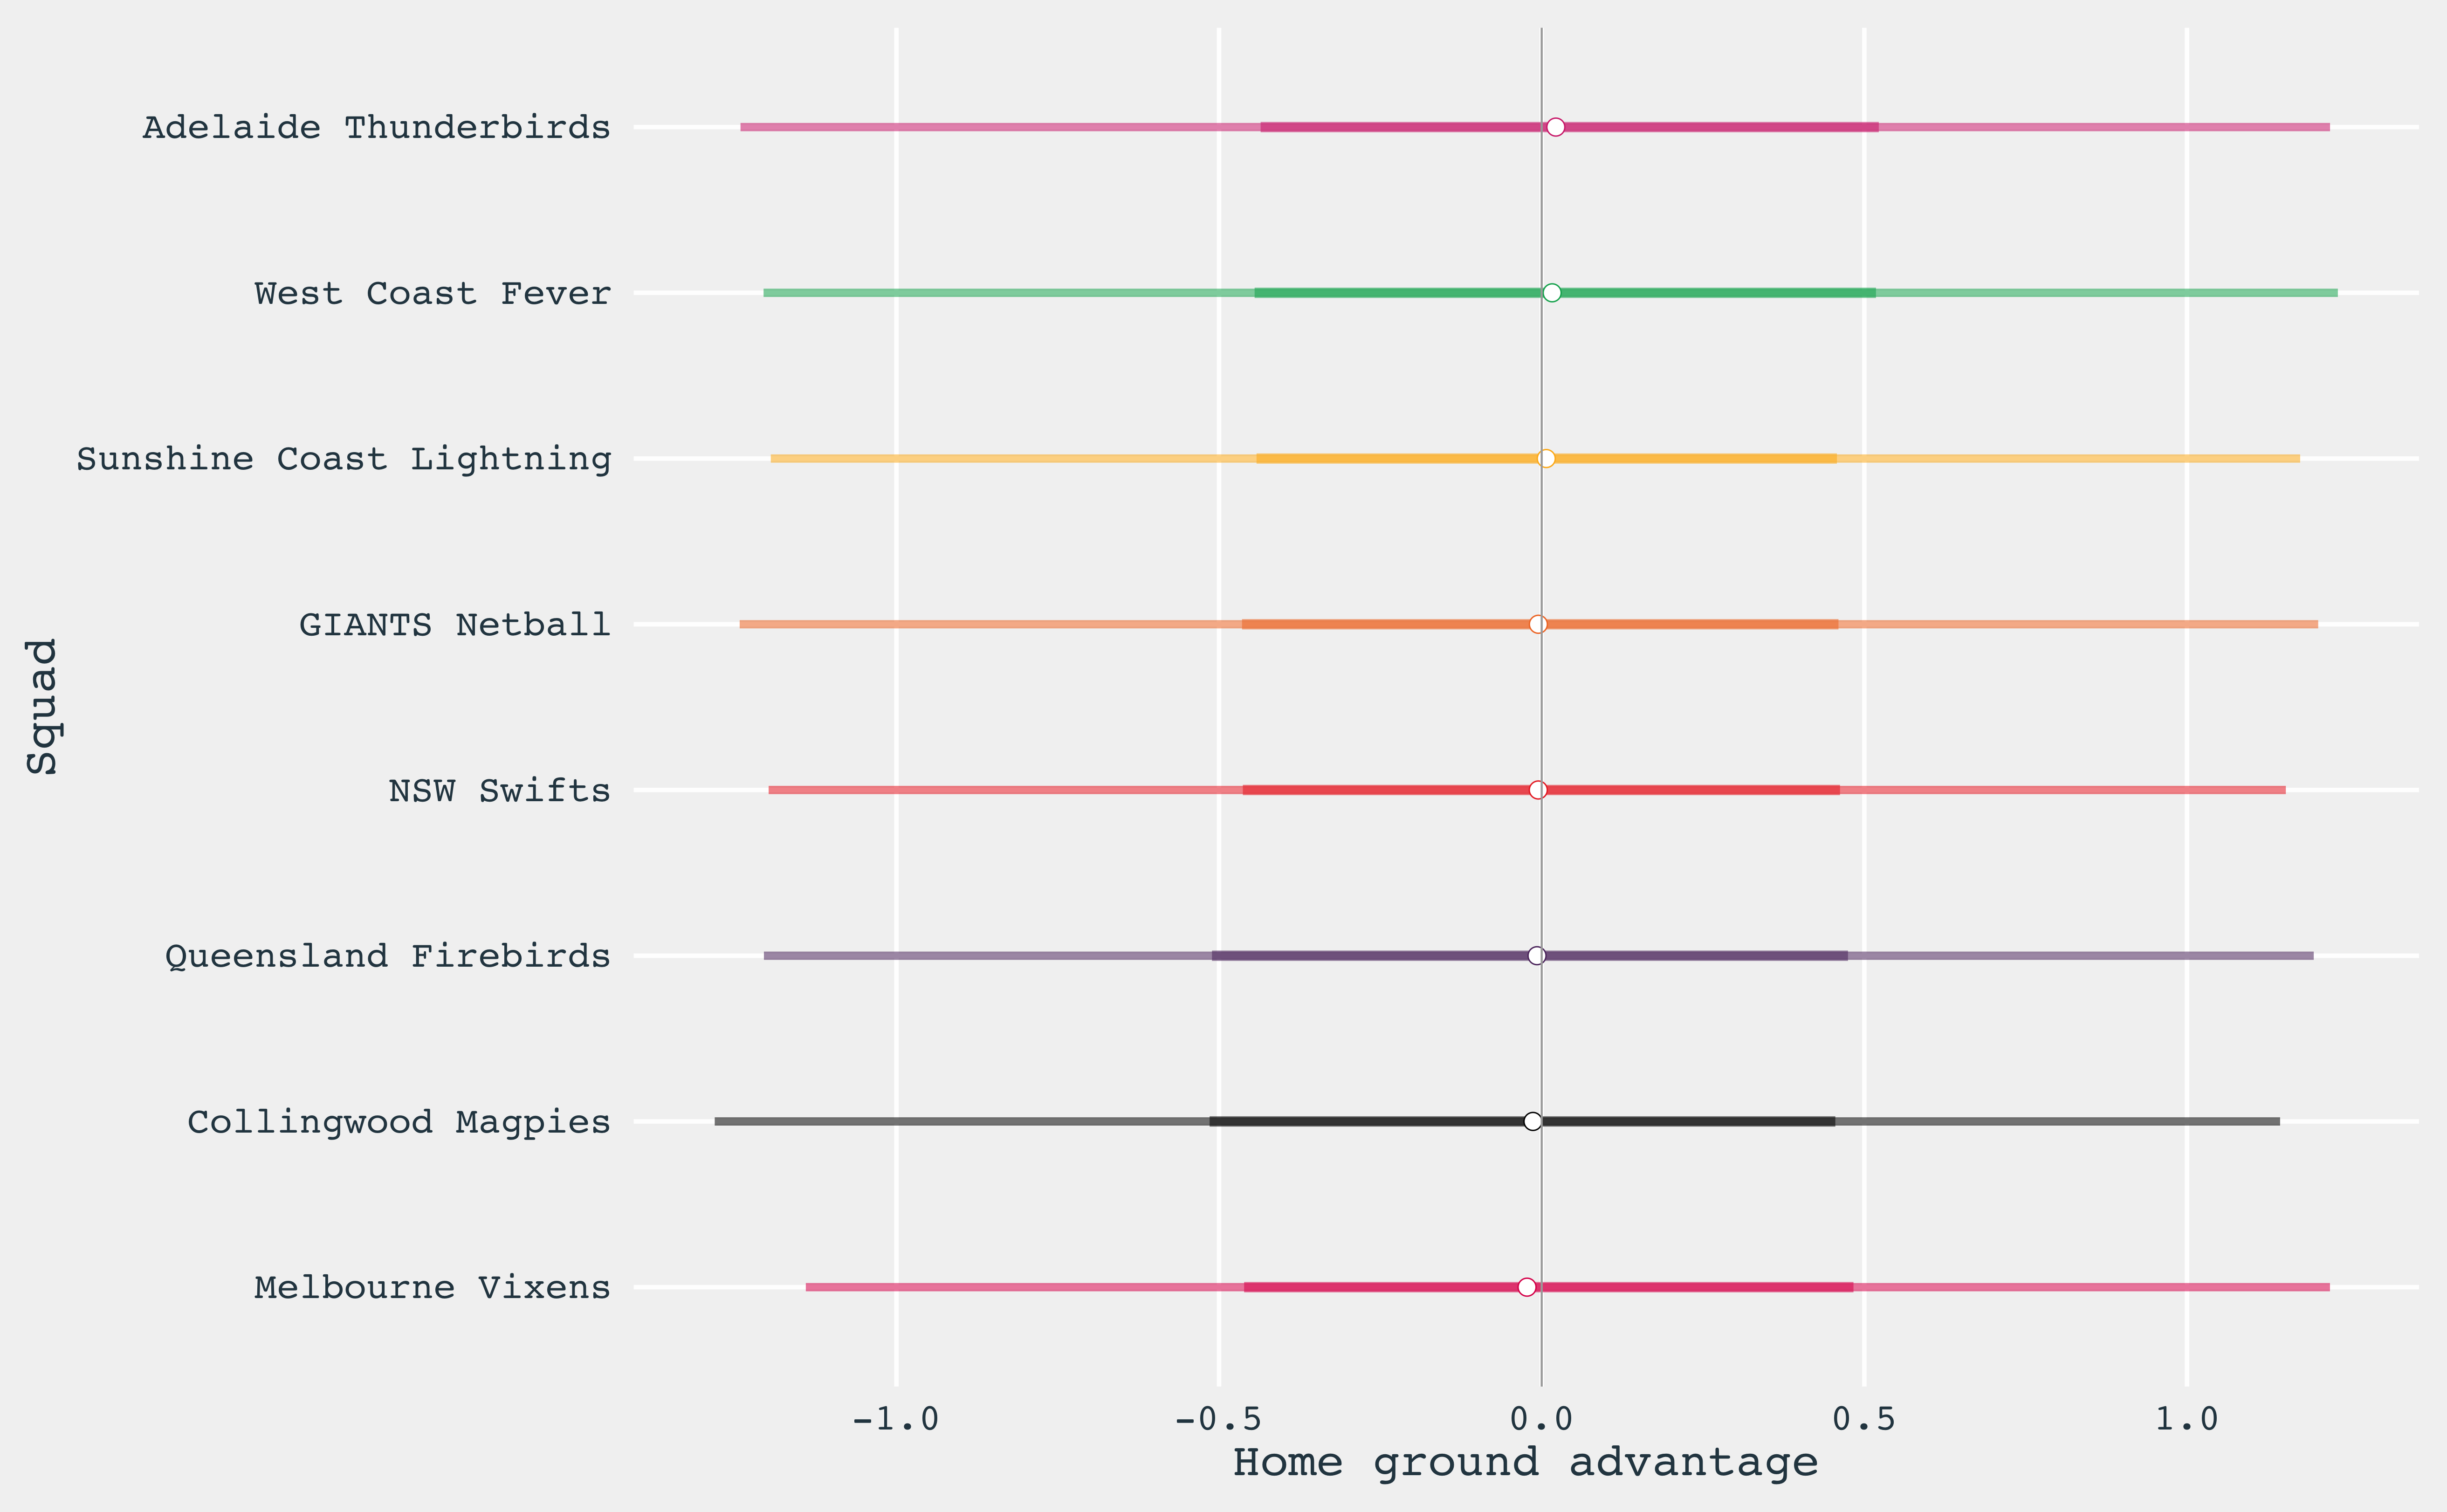 Squad
Adelaide Thunderbirds
West Coast Fever
Sunshine Coast Lightning
GIANTS Netball
NSW Swifts
Queensland Firebirds
Collingwood Magpies
Melbourne Vixens
-1.0 -0.5 0.0 0.5 1.0
Home ground advantage